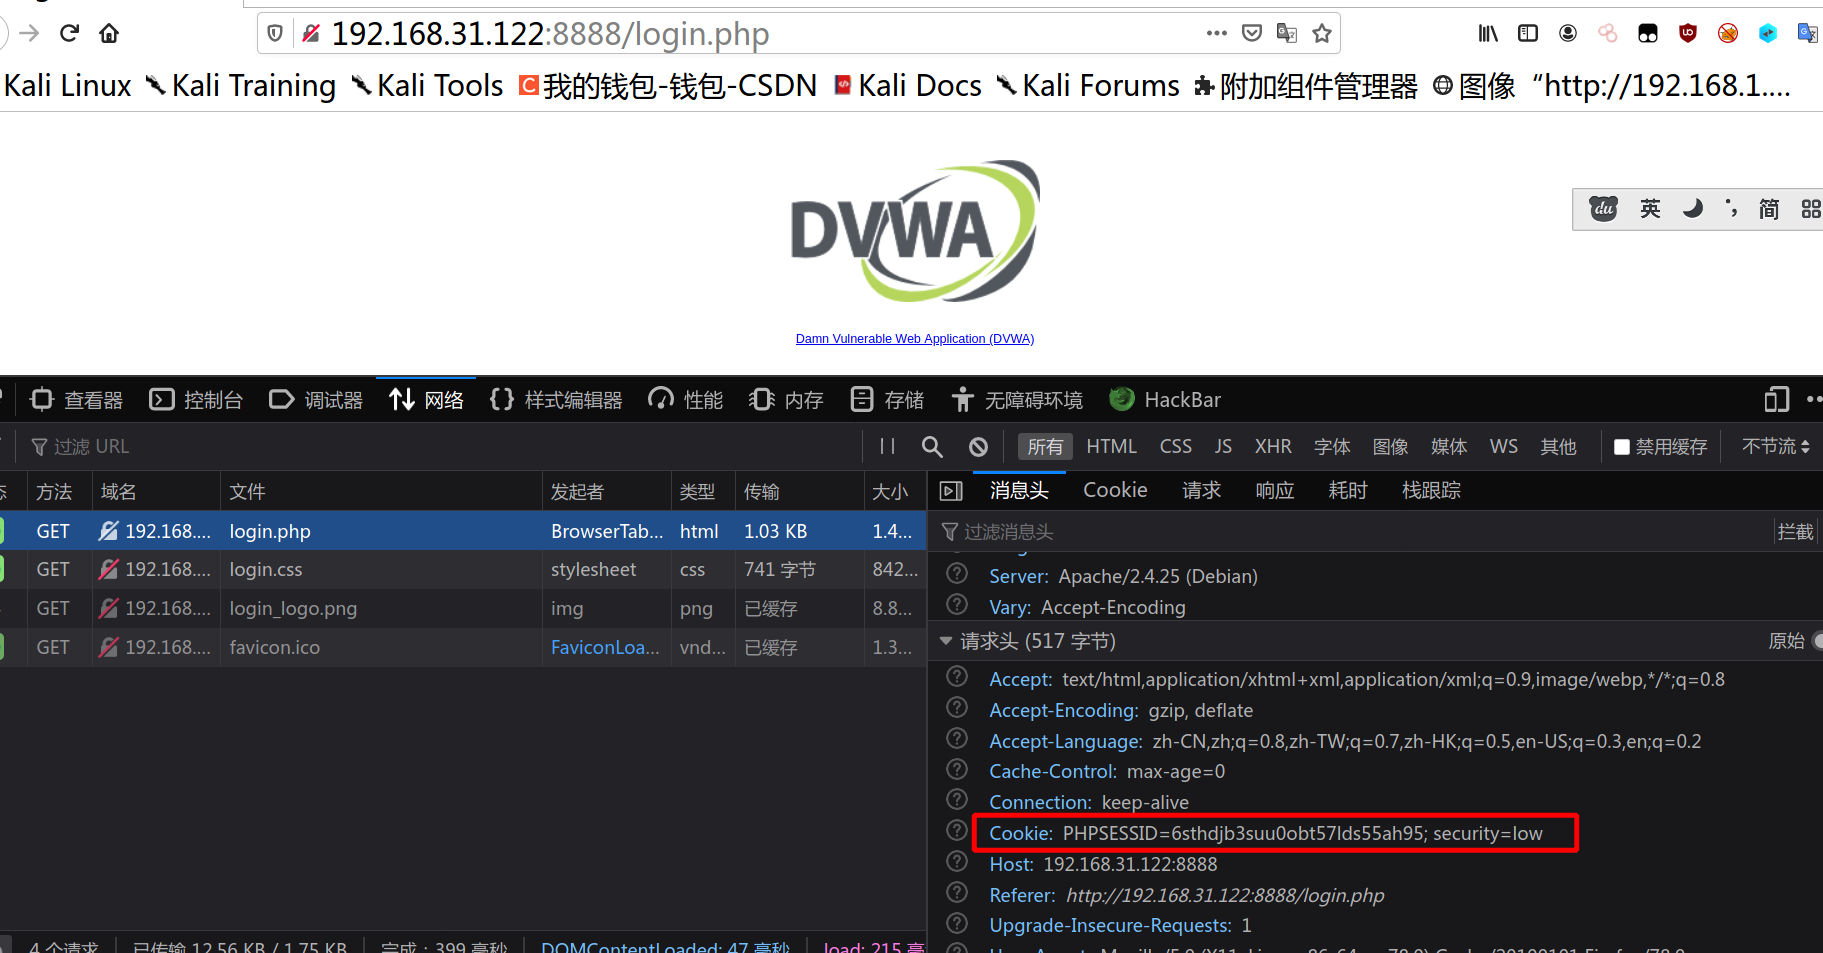 192.168.31.122:8888/login.php
Kali Linux Kali Training Kali Tools 我的钱包-钱包-CSDN Kali Docs Kali Forums 附加组件管理器 图像 “http://192.168.1....
DVWA
du 英 简
Damn Vulnerable Web Application (DVWA)
查看器 控制台 调试器 网络 {} 样式编辑器 性能 内存 存储 无障碍环境 HackBar
过滤 URL 所有 HTML CSS JS XHR 字体 图像 媒体 WS 其他 禁用缓存 不节流
方法 域名 文件 发起者 类型 传输 大小 消息头 Cookie 请求 响应 耗时 栈跟踪
GET 192.168.... login.php BrowserTab... html 1.03 KB 1.4... 过滤消息头 拦截
GET 192.168.... login.css stylesheet css 741 字节 842...
GET 192.168.... login_logo.png img png 已缓存 8.8...
GET 192.168.... favicon.ico FaviconLoa... vnd... 已缓存 1.3...
Server: Apache/2.4.25 (Debian)
Vary: Accept-Encoding
请求头 (517 字节) 原始
Accept: text/html,application/xhtml+xml,application/xml;q=0.9,image/webp,*/*;q=0.8
Accept-Encoding: gzip, deflate
Accept-Language: zh-CN,zh;q=0.8,zh-TW;q=0.7,zh-HK;q=0.5,en-US;q=0.3,en;q=0.2
Cache-Control: max-age=0
Connection: keep-alive
Cookie: PHPSESSID=6sthdjb3suu0obt57lds55ah95; security=low
Host: 192.168.31.122:8888
Referer: http://192.168.31.122:8888/login.php
Upgrade-Insecure-Requests: 1
4 个请求 已传输 12.56 KB / 1.75 KB 完成：399 毫秒 DOMContentLoaded: 47 毫秒 load: 215 毫